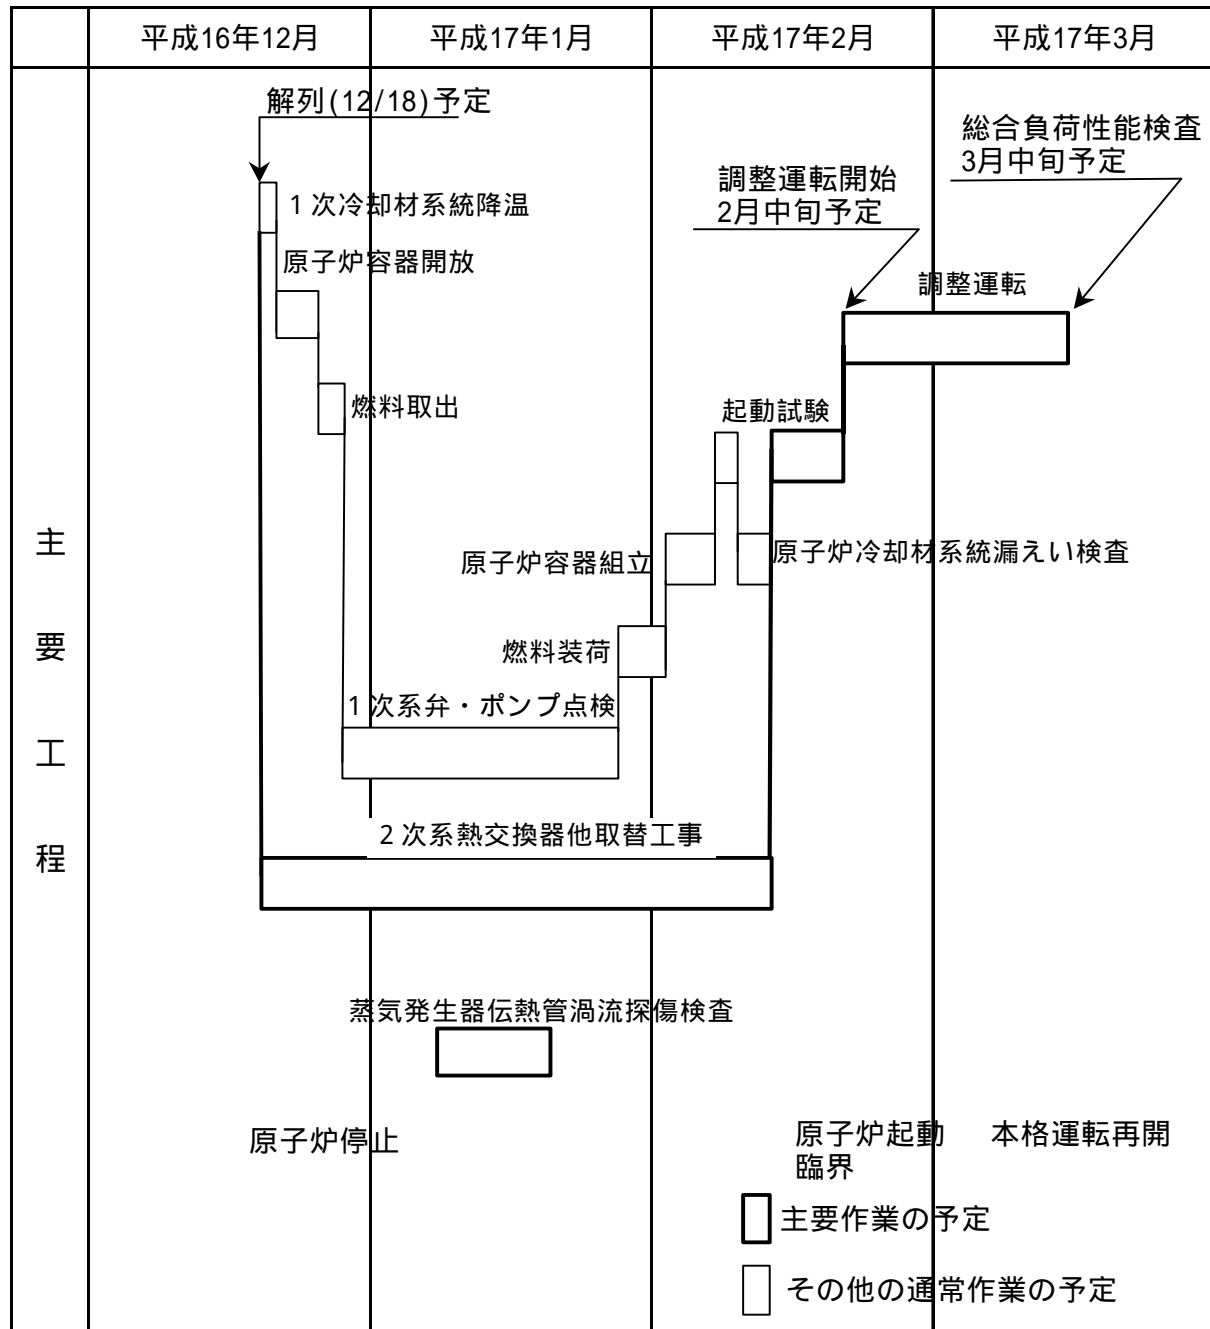 平成16年12月
平成17年1月
平成17年2月
平成17年3月
主要工程
解列(12/18)予定
総合負荷性能検査
3月中旬予定
調整運転開始
2月中旬予定
1次冷却材系統降温
原子炉容器開放
調整運転
燃料取出
起動試験
原子炉容器組立
原子炉冷却材系統漏えい検査
燃料装荷
1次系弁・ポンプ点検
2次系熱交換器他取替工事
蒸気発生器伝熱管渦流探傷検査
原子炉停止
原子炉起動
臨界
本格運転再開
主要作業の予定
その他の通常作業の予定